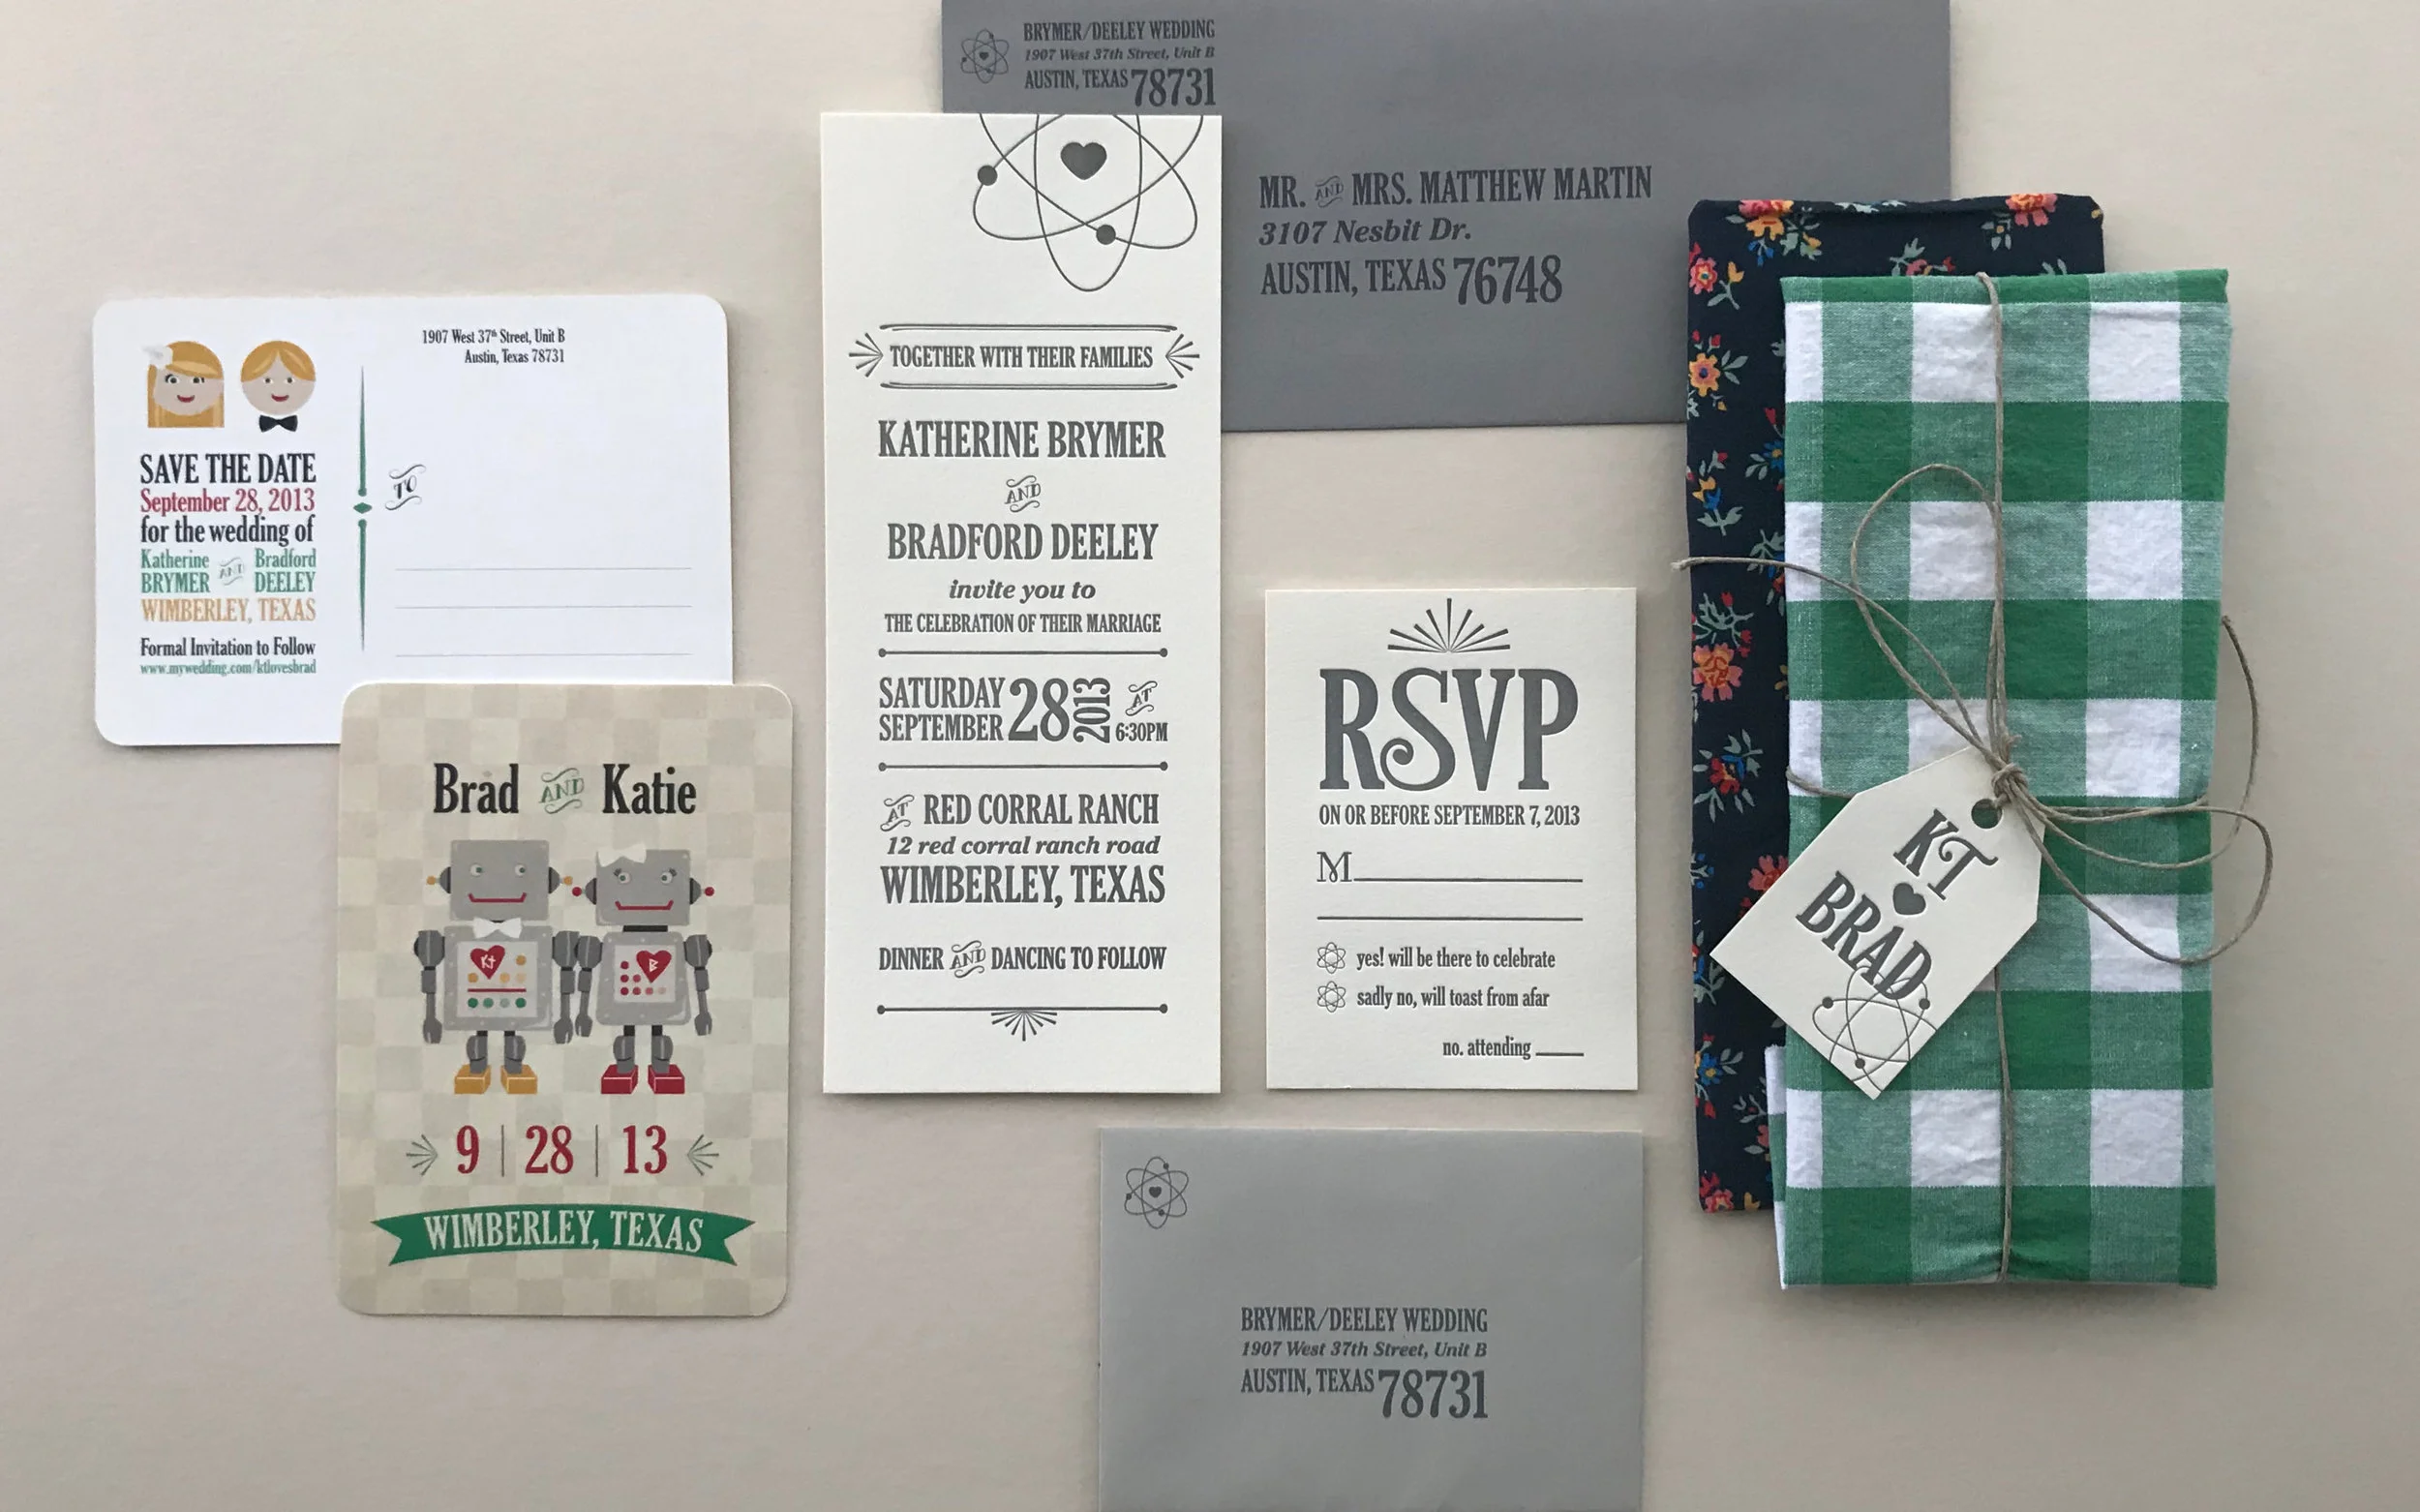 BRYMER/DEELEY WEDDING
1907 West 37th Street, Unit B
AUSTIN, TEXAS 78731
MR. AND MRS. MATTHEW MARTIN
3107 Nesbit Dr.
AUSTIN, TEXAS 76748
1907 West 37th Street, Unit B
Austin, Texas 78731
SAVE THE DATE
September 28, 2013
for the wedding of
Katherine AND Bradford
BRYMER DEELEY
WIMBERLEY, TEXAS
Formal Invitation to Follow
www.mywedding.com/ktlovesbrad
TO
Brad AND Katie
Kt
B
9 | 28 | 13
WIMBERLEY, TEXAS
TOGETHER WITH THEIR FAMILIES
KATHERINE BRYMER
AND
BRADFORD DEELEY
invite you to
THE CELEBRATION OF THEIR MARRIAGE
SATURDAY
SEPTEMBER 28 2013 AT
6:30PM
AT RED CORRAL RANCH
12 red corral ranch road
WIMBERLEY, TEXAS
DINNER AND DANCING TO FOLLOW
RSVP
ON OR BEFORE SEPTEMBER 7, 2013
M
yes! will be there to celebrate
sadly no, will toast from afar
no. attending
KT
BRAD
BRYMER/DEELEY WEDDING
1907 West 37th Street, Unit B
AUSTIN, TEXAS 78731